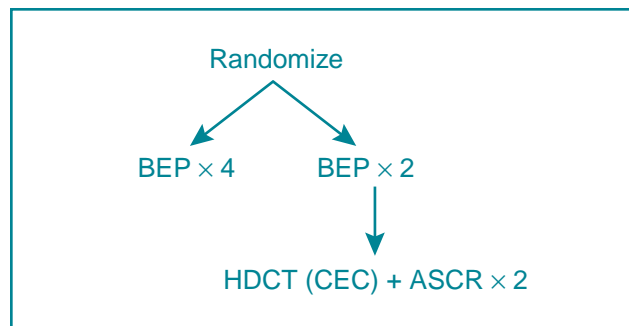 Randomize
BEP × 4 BEP × 2
HDCT (CEC) + ASCR × 2